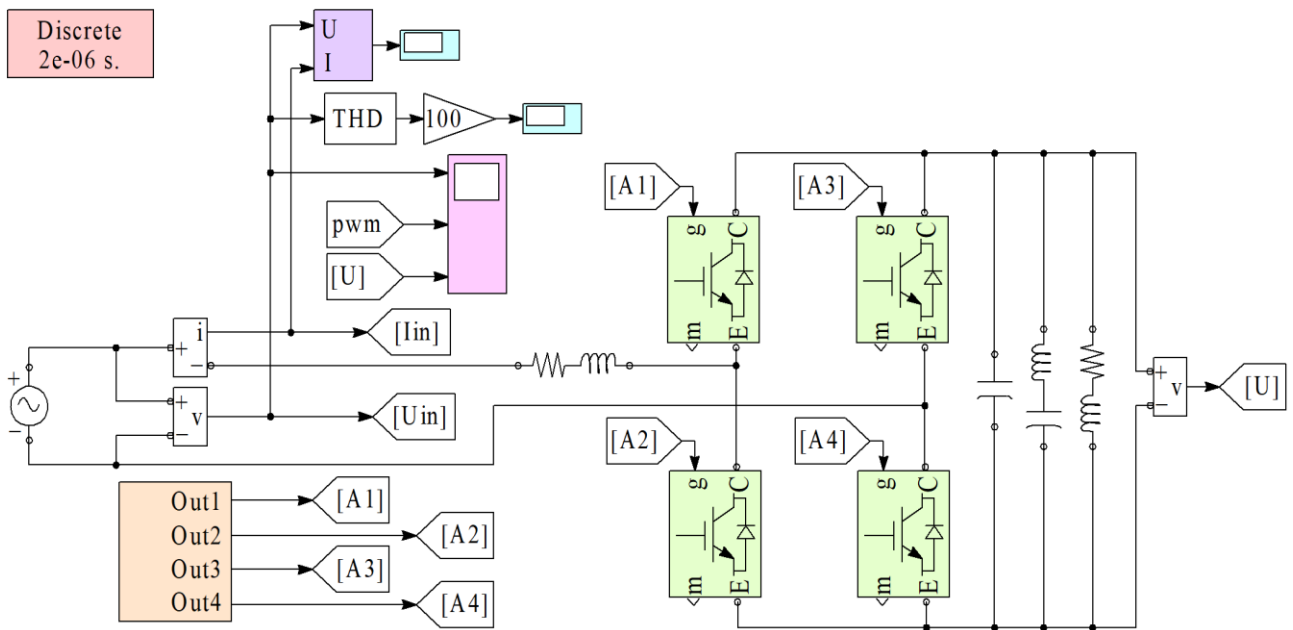 Discrete
2e-06 s.
U
I
THD
100
pwm
[U]
[A1]
[A3]
g
C
m
E
g
C
m
E
i
+
−
[Iin]
+
−
+
−
v
[Uin]
+
−
v
[U]
[A2]
[A4]
g
C
m
E
g
C
m
E
Out1
[A1]
Out2
[A2]
Out3
[A3]
Out4
[A4]